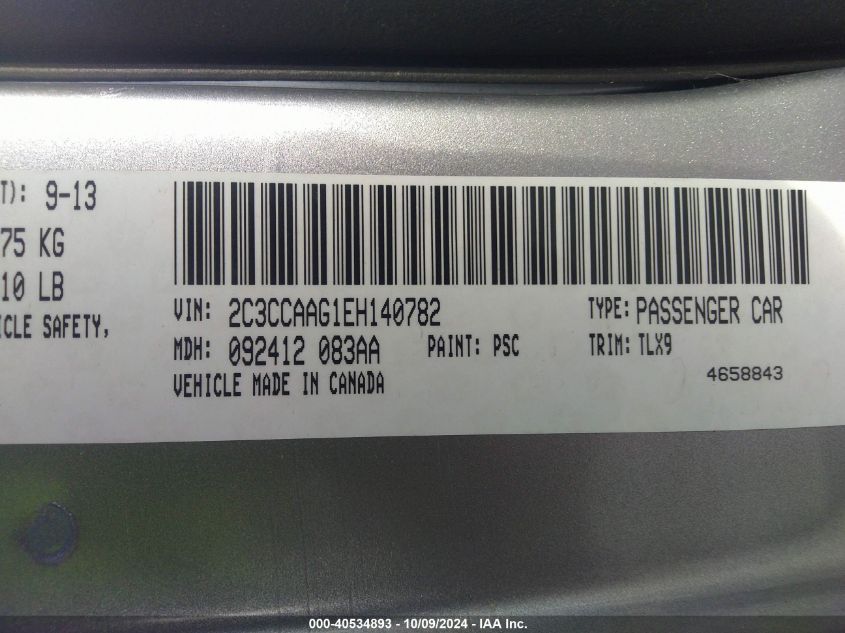 T): 9-13
75 KG
10 LB
ICLE SAFETY,
VIN: 2C3CCAAG1EH140782
TYPE: PASSENGER CAR
MDH: 092412 083AA
PAINT: PSC
TRIM: TLX9
VEHICLE MADE IN CANADA
4658843
000-40534893 - 10/09/2024 - IAA Inc.